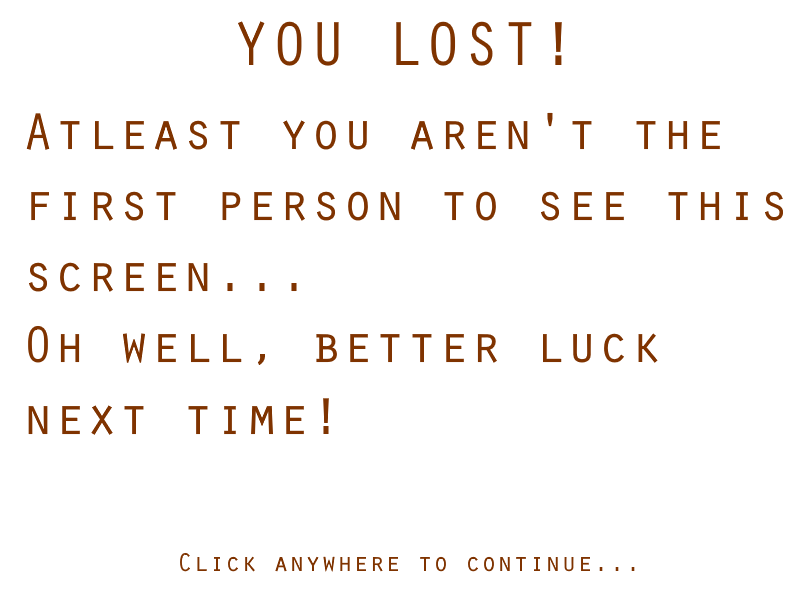 YOU LOST!
Atleast you aren't the
first person to see this
screen...
Oh well, better luck
next time!
Click anywhere to continue...